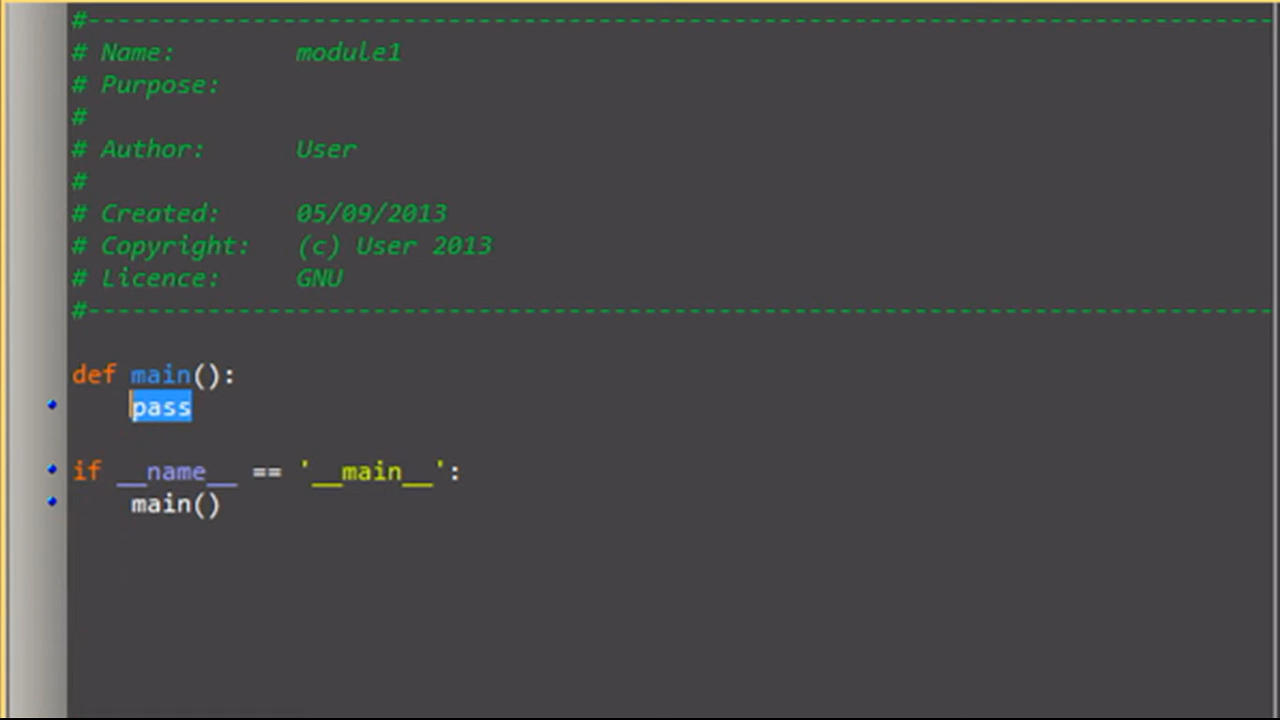 #-------------------------------------------------------------------------------
# Name:        module1
# Purpose:
#
# Author:      User
#
# Created:     05/09/2013
# Copyright:   (c) User 2013
# Licence:     GNU
#-------------------------------------------------------------------------------
def main():
    pass
if __name__ == '__main__':
    main()